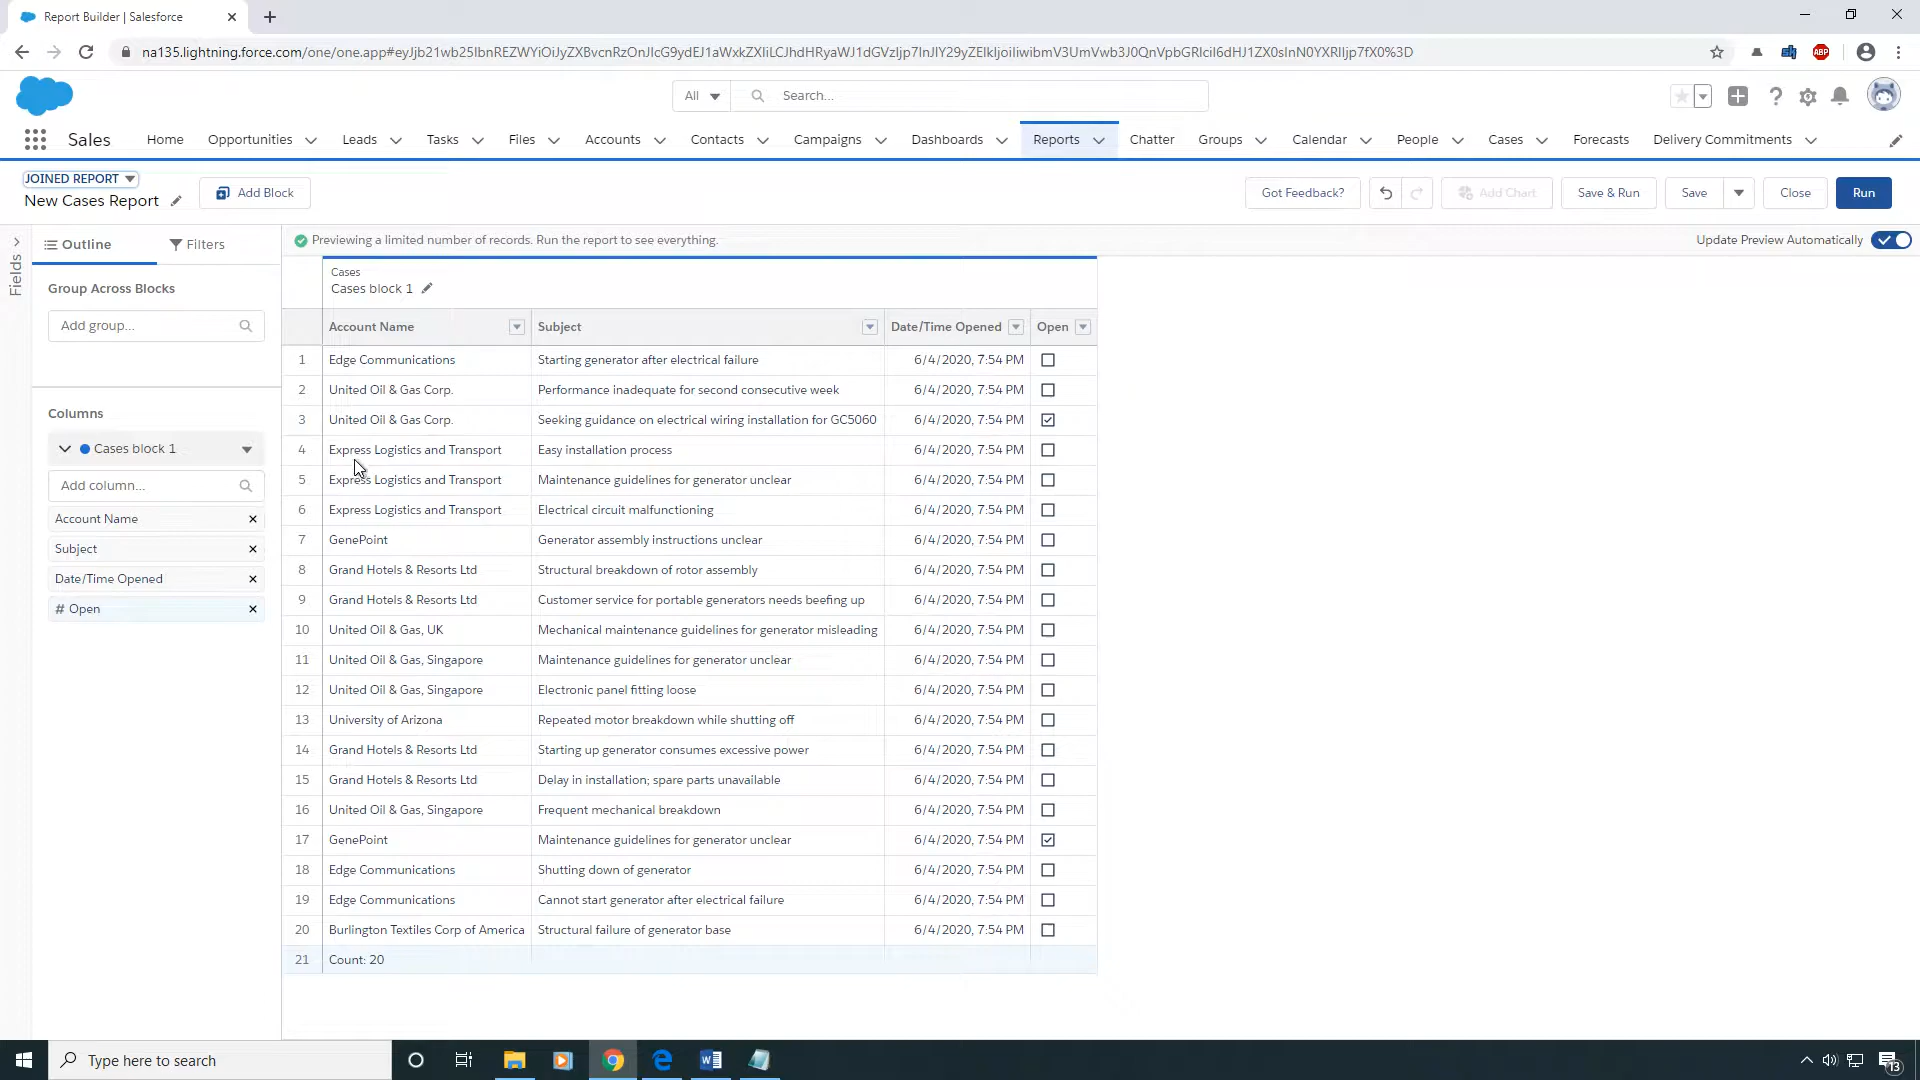 Report Builder | Salesforce
Sales
Home
Opportunities
Leads
Tasks
Files
Accounts
Contacts
Campaigns
Dashboards
Reports
Chatter
Groups
Calendar
People
Cases
Forecasts
Delivery Commitments
All
Search...
JOINED REPORT
New Cases Report
Add Block
Got Feedback?
Add Chart
Save & Run
Save
Close
Run
Fields
Outline
Filters
Group Across Blocks
Add group...
Columns
Cases block 1
Add column...
Account Name
Subject
Date/Time Opened
# Open
Previewing a limited number of records. Run the report to see everything.
Update Preview Automatically
Cases
Cases block 1
Account Name Subject Date/Time Opened Open
1 Edge Communications Starting generator after electrical failure 6/4/2020, 7:54 PM
2 United Oil & Gas Corp. Performance inadequate for second consecutive week 6/4/2020, 7:54 PM
3 United Oil & Gas Corp. Seeking guidance on electrical wiring installation for GC5060 6/4/2020, 7:54 PM
4 Express Logistics and Transport Easy installation process 6/4/2020, 7:54 PM
5 Express Logistics and Transport Maintenance guidelines for generator unclear 6/4/2020, 7:54 PM
6 Express Logistics and Transport Electrical circuit malfunctioning 6/4/2020, 7:54 PM
7 GenePoint Generator assembly instructions unclear 6/4/2020, 7:54 PM
8 Grand Hotels & Resorts Ltd Structural breakdown of rotor assembly 6/4/2020, 7:54 PM
9 Grand Hotels & Resorts Ltd Customer service for portable generators needs beefing up 6/4/2020, 7:54 PM
10 United Oil & Gas, UK Mechanical maintenance guidelines for generator misleading 6/4/2020, 7:54 PM
11 United Oil & Gas, Singapore Maintenance guidelines for generator unclear 6/4/2020, 7:54 PM
12 United Oil & Gas, Singapore Electronic panel fitting loose 6/4/2020, 7:54 PM
13 University of Arizona Repeated motor breakdown while shutting off 6/4/2020, 7:54 PM
14 Grand Hotels & Resorts Ltd Starting up generator consumes excessive power 6/4/2020, 7:54 PM
15 Grand Hotels & Resorts Ltd Delay in installation; spare parts unavailable 6/4/2020, 7:54 PM
16 United Oil & Gas, Singapore Frequent mechanical breakdown 6/4/2020, 7:54 PM
17 GenePoint Maintenance guidelines for generator unclear 6/4/2020, 7:54 PM
18 Edge Communications Shutting down of generator 6/4/2020, 7:54 PM
19 Edge Communications Cannot start generator after electrical failure 6/4/2020, 7:54 PM
20 Burlington Textiles Corp of America Structural failure of generator base 6/4/2020, 7:54 PM
21 Count: 20
Type here to search
13